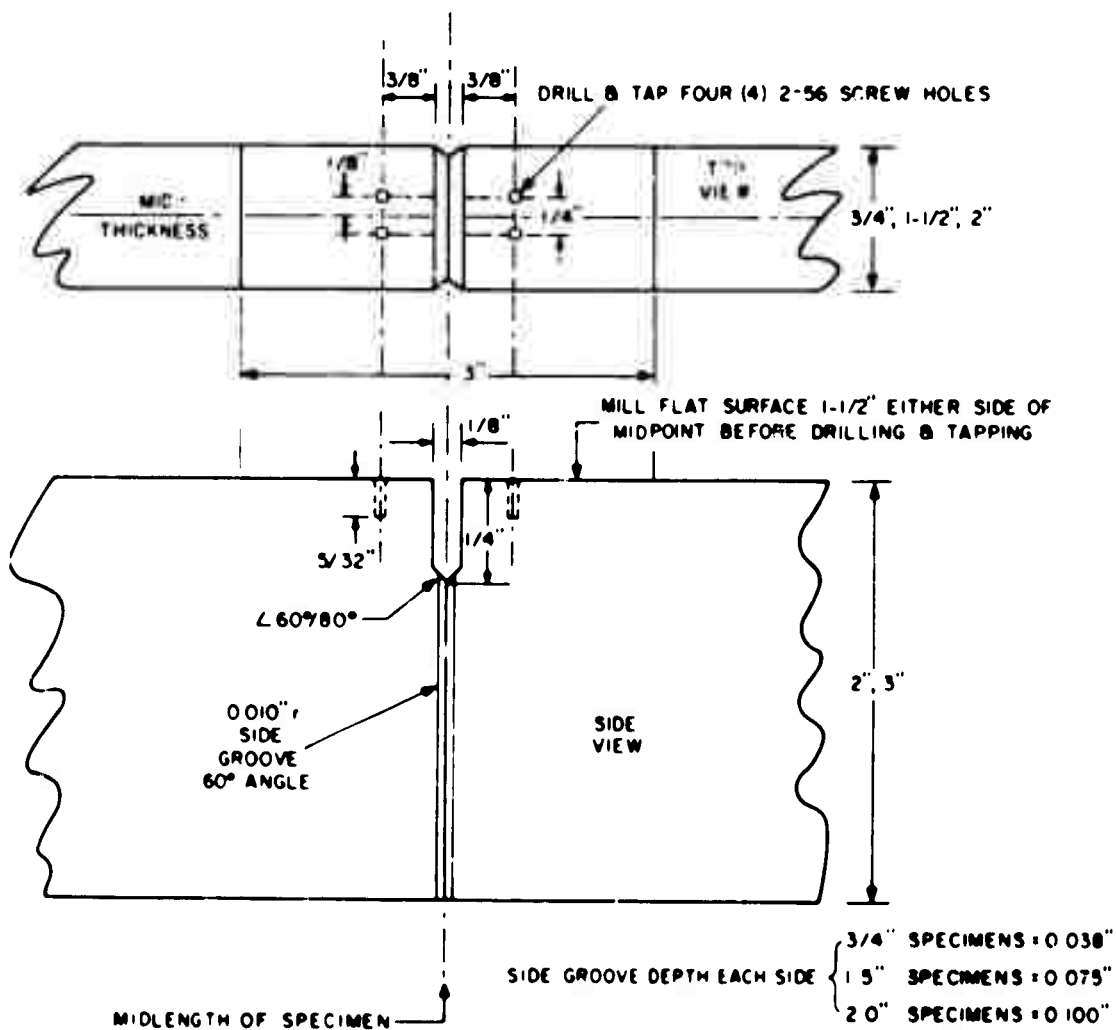 3/8" 3/8"
DRILL & TAP FOUR (4) 2-56 SCREW HOLES
1/8"
VIEW
MID-
THICKNESS
1/4"
3/4", 1-1/2", 2"
3"
MILL FLAT SURFACE 1-1/2" EITHER SIDE OF
MIDPOINT BEFORE DRILLING & TAPPING
1/8"
1/4"
5/32"
∠60°/80°
2", 3"
0.010" r
SIDE
GROOVE
60° ANGLE
SIDE
VIEW
3/4" SPECIMENS = 0.038"
SIDE GROOVE DEPTH EACH SIDE
1.5" SPECIMENS = 0.075"
2.0" SPECIMENS = 0.100"
MIDLENGTH OF SPECIMEN